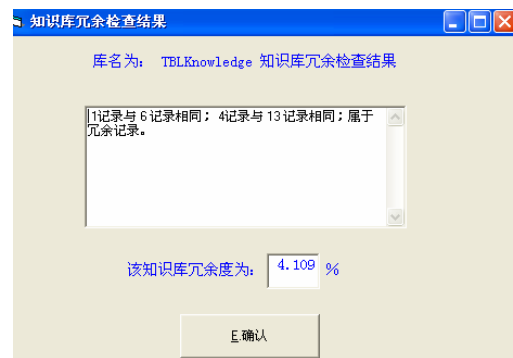 知识库冗余检查结果
库名为： TBLKnowledge 知识库冗余检查结果
1记录与 6 记录相同； 4记录与 13 记录相同；属于
冗余记录。
该知识库冗余度为： 4.109 %
E.确认